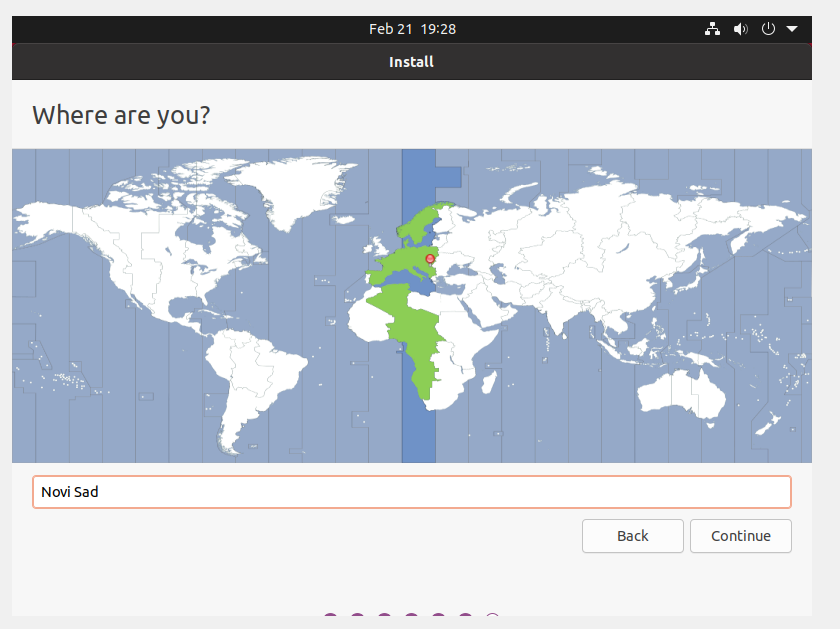 Feb 21 19:28
Install
Where are you?
Novi Sad
Back
Continue